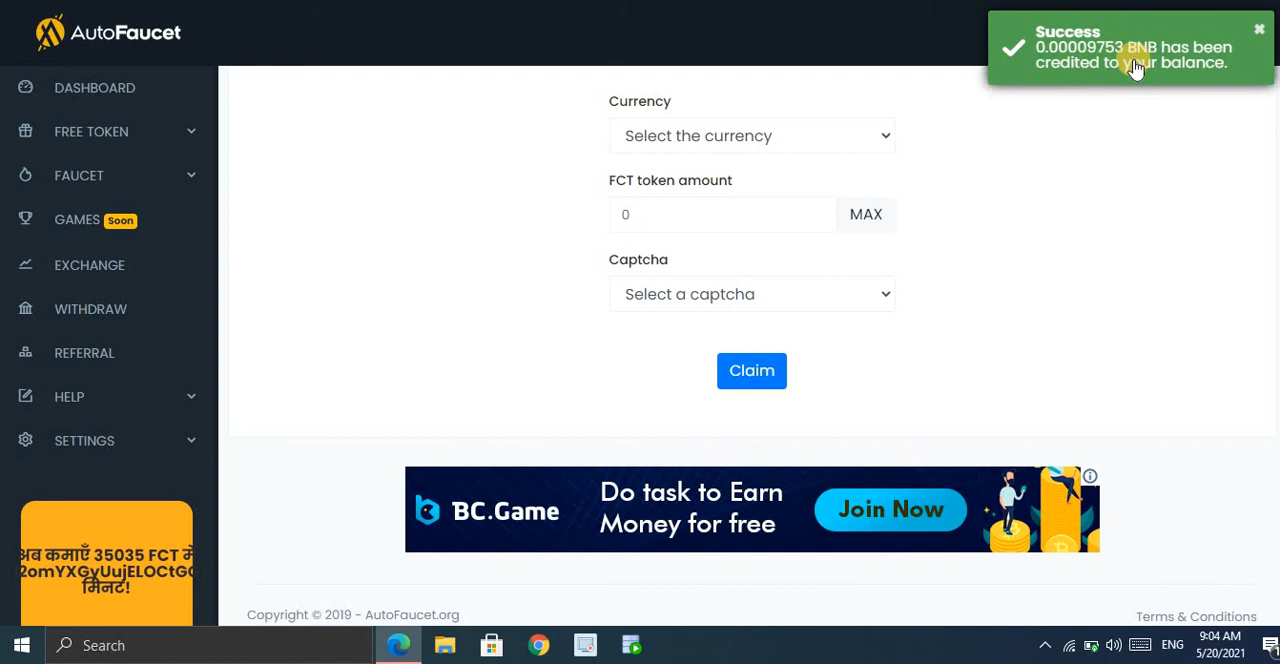 AutoFaucet
Success
0.00009753 BNB has been
credited to your balance.
DASHBOARD
FREE TOKEN
FAUCET
GAMES Soon
EXCHANGE
WITHDRAW
REFERRAL
HELP
SETTINGS
Currency
Select the currency
FCT token amount
0 MAX
Captcha
Select a captcha
Claim
BC.GAME
Do task to Earn
Money for free
Join Now
अब कमाएँ 35035 FCT में
मिनट!
Copyright © 2019 - AutoFaucet.org
Terms & Conditions
Search
ENG
9:04 AM
5/20/2021